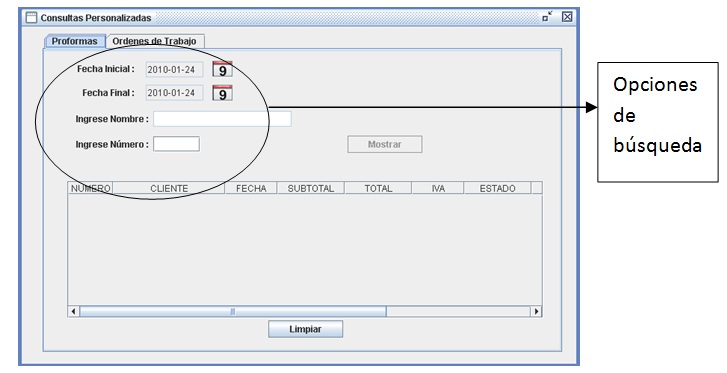 Consultas Personalizadas
Proformas Ordenes de Trabajo
Fecha Inicial : 2010-01-24 9
Fecha Final : 2010-01-24 9
Ingrese Nombre :
Ingrese Número : Mostrar
NÚMERO CLIENTE FECHA SUBTOTAL TOTAL IVA ESTADO
Limpiar
Opciones
de
búsqueda